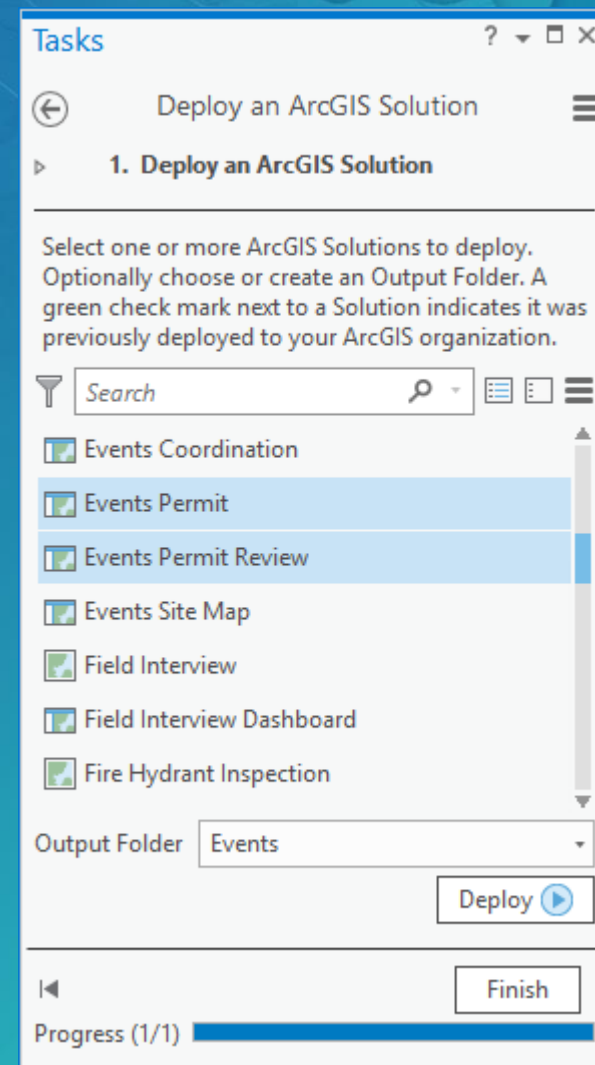 Tasks ?
Deploy an ArcGIS Solution
1. Deploy an ArcGIS Solution
Select one or more ArcGIS Solutions to deploy.
Optionally choose or create an Output Folder. A
green check mark next to a Solution indicates it was
previously deployed to your ArcGIS organization.
Search
Events Coordination
Events Permit
Events Permit Review
Events Site Map
Field Interview
Field Interview Dashboard
Fire Hydrant Inspection
Output Folder Events
Deploy
Finish
Progress (1/1)